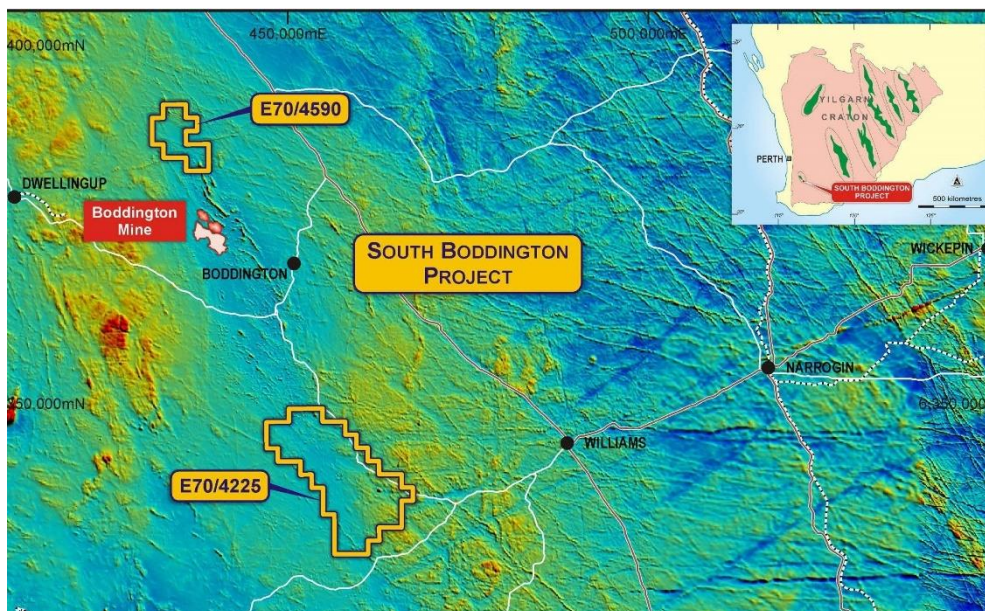 400,000mN
450,000mE
500,000mE
E70/4590
YILGARN
CRATON
PERTH
SOUTH BODDINGTON
PROJECT
500 kilometres
DWELLINGUP
Boddington
Mine
BODDINGTON
SOUTH BODDINGTON
PROJECT
WICKEPIN
NARROGIN
350,000mN
6,350,000mN
WILLIAMS
E70/4225